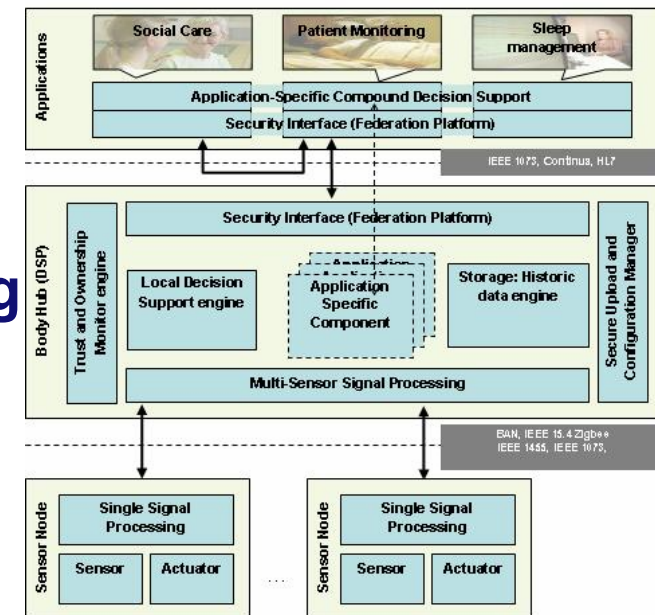 Applications
Social Care
Patient Monitoring
Sleep
management
Application-Specific Compound Decision Support
Security Interface (Federation Platform)
IEEE 1073, Continus, HL7
g
Body Hub (DSP)
Trust and Ownership
Monitor engine
Security Interface (Federation Platform)
Local Decision
Support engine
Application
Specific
Component
Storage: Historic
data engine
Secure Upload and
Configuration Manager
Multi-Sensor Signal Processing
BAN, IEEE 15.4 Zigbee
IEEE 1455, IEEE 1073,
Sensor Node
Single Signal
Processing
Sensor
Actuator
...
Sensor Node
Single Signal
Processing
Sensor
Actuator